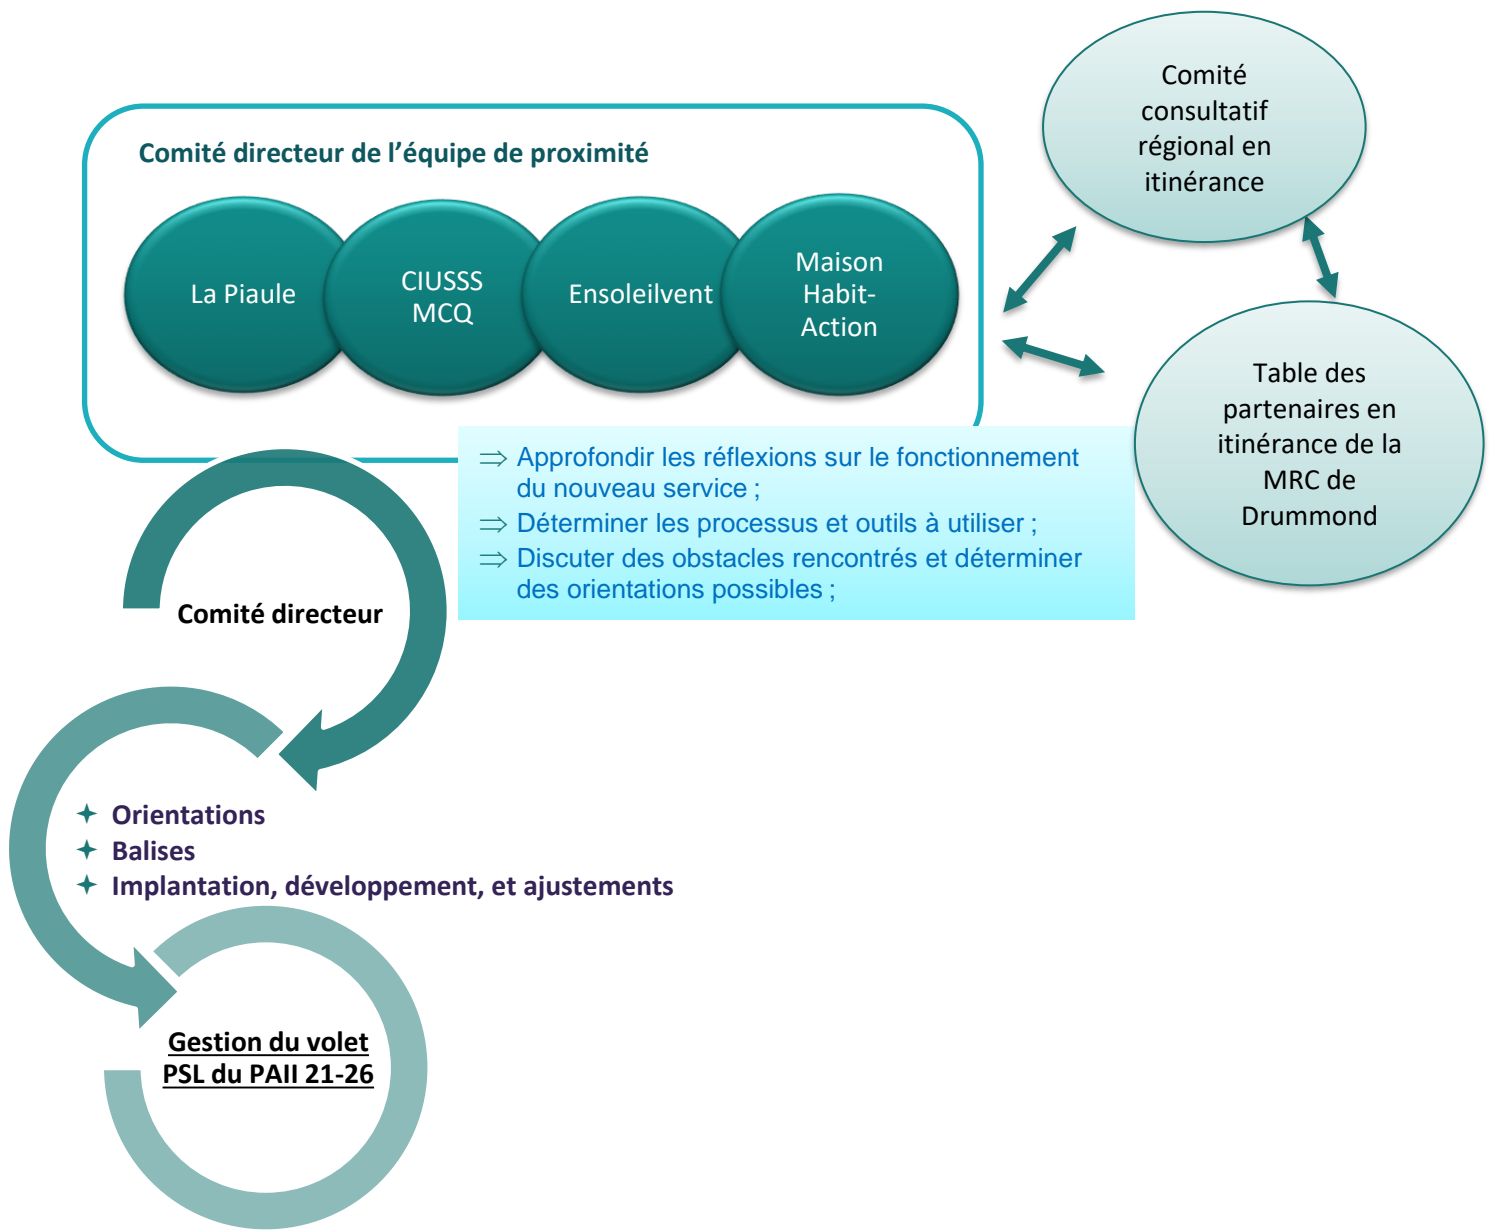 Comité directeur de l’équipe de proximité
La Piaule
CIUSSS
MCQ
Ensoleilvent
Maison
Habit-
Action
Comité
consultatif
régional en
itinérance
Table des
partenaires en
itinérance de la
MRC de
Drummond
⇒ Approfondir les réflexions sur le fonctionnement
du nouveau service ;
⇒ Déterminer les processus et outils à utiliser ;
⇒ Discuter des obstacles rencontrés et déterminer
des orientations possibles ;
Comité directeur
Orientations
Balises
Implantation, développement, et ajustements
Gestion du volet
PSL du PAII 21-26